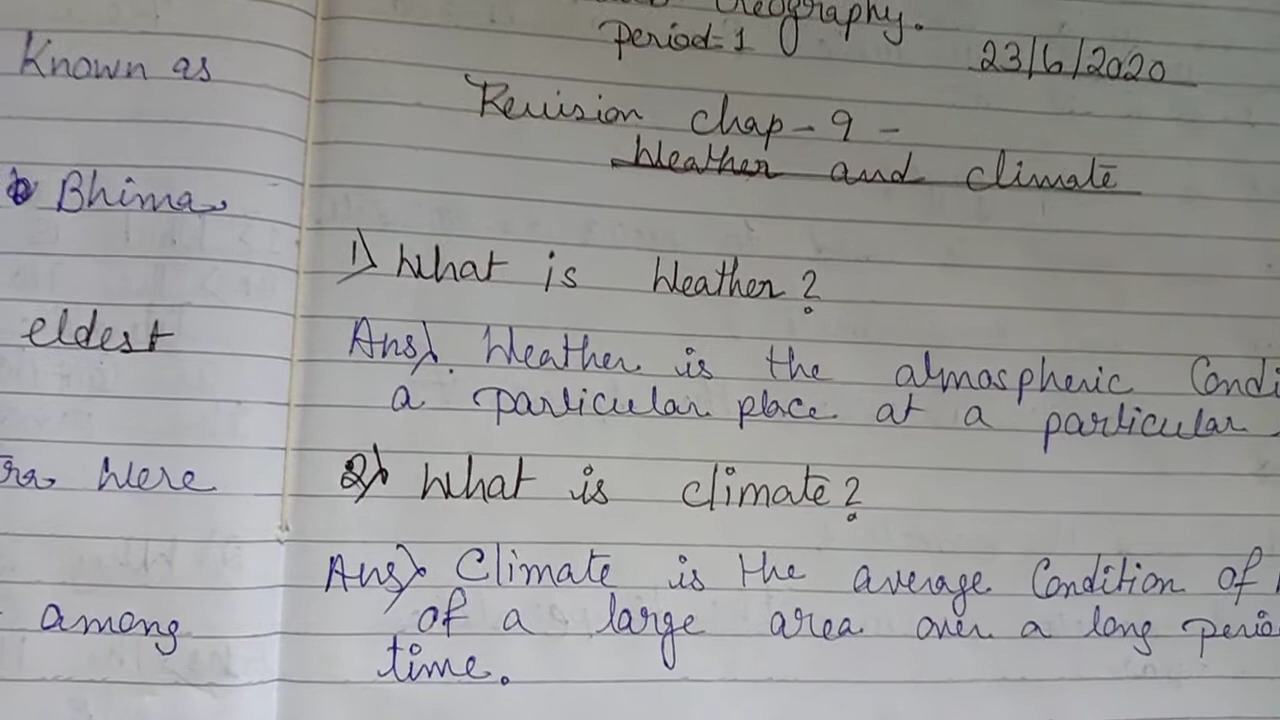 Known as
Bhima
eldest
were
among
Geography.
Period-1
23/6/2020
Revision chap-9-
Weather and climate
1) What is Weather?
Ans). Weather is the atmospheric
a particular place at a particular
2) What is climate?
Ans) Climate is the average Condition of
of a large area over a long
time.